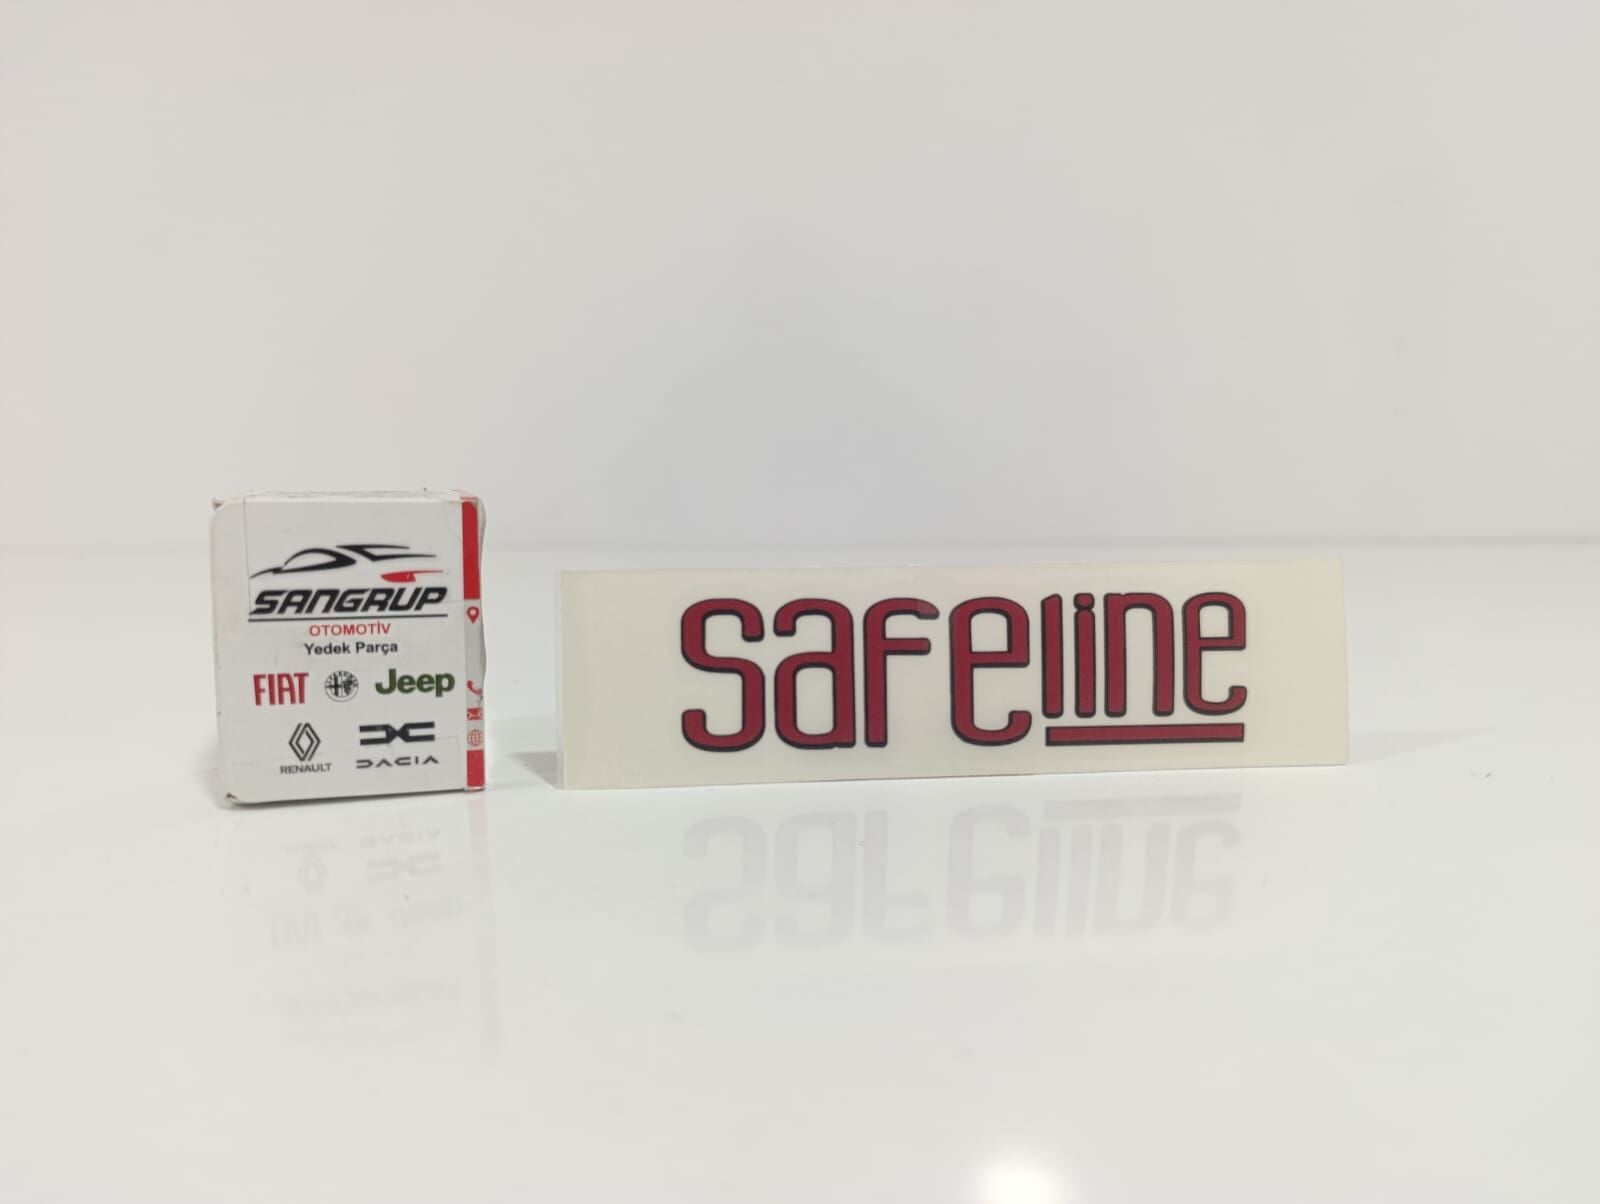 SANGRUP
OTOMOTİV
Yedek Parça
FIAT Jeep
RENAULT DACIA
safeline